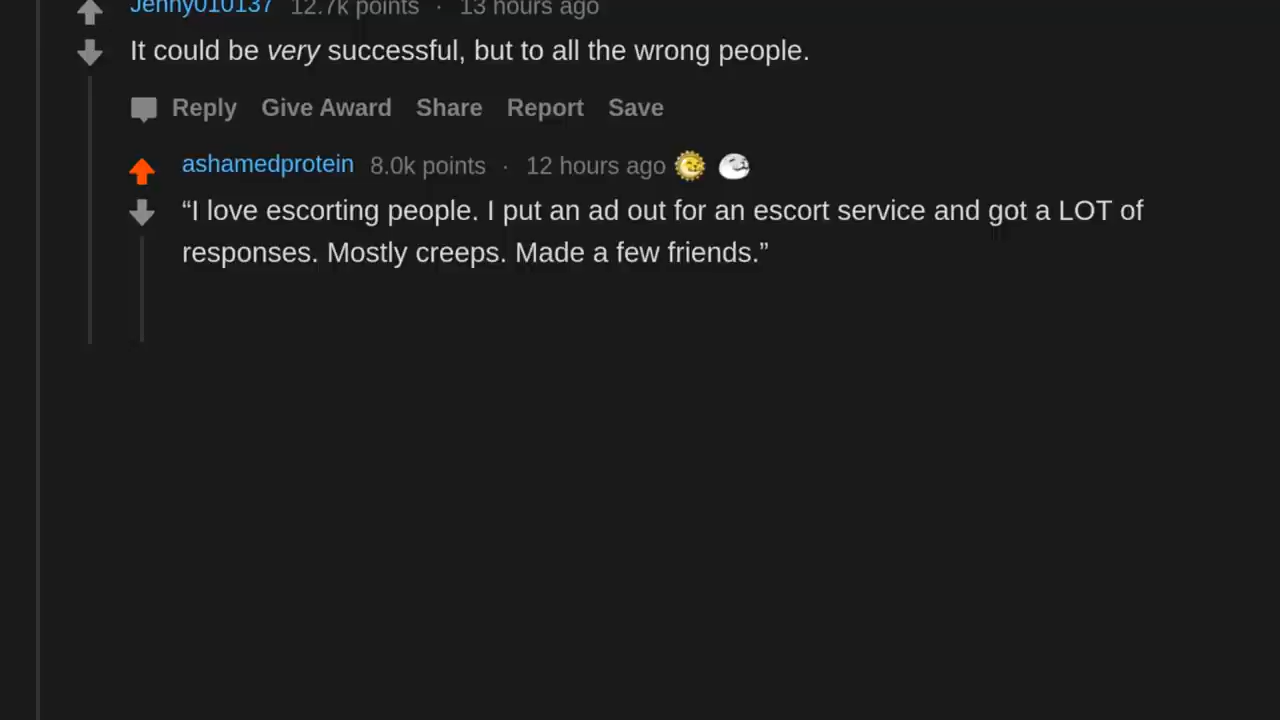 Jenny010137 12.7k points · 13 hours ago
It could be very successful, but to all the wrong people.
Reply Give Award Share Report Save
ashamedprotein 8.0k points · 12 hours ago
“I love escorting people. I put an ad out for an escort service and got a LOT of
responses. Mostly creeps. Made a few friends.”